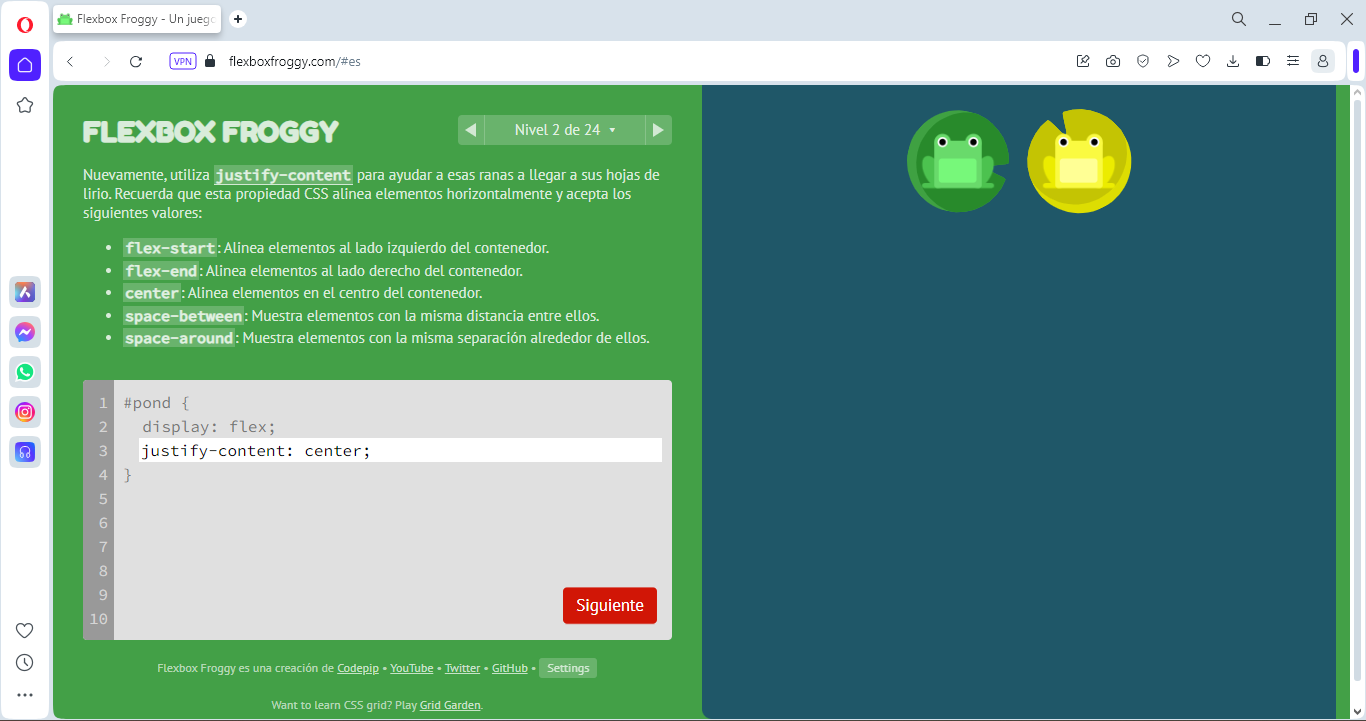 Flexbox Froggy - Un juego
VPN
flexboxfroggy.com/#es
FLEXBOX FROGGY
Nivel 2 de 24
Nuevamente, utiliza justify-content para ayudar a esas ranas a llegar a sus hojas de
lirio. Recuerda que esta propiedad CSS alinea elementos horizontalmente y acepta los
siguientes valores:
• flex-start: Alinea elementos al lado izquierdo del contenedor.
• flex-end: Alinea elementos al lado derecho del contenedor.
• center: Alinea elementos en el centro del contenedor.
• space-between: Muestra elementos con la misma distancia entre ellos.
• space-around: Muestra elementos con la misma separación alrededor de ellos.
1 #pond {
2 display: flex;
3 justify-content: center;
4 }
5
6
7
8
9
10
Siguiente
Flexbox Froggy es una creación de Codepip • YouTube • Twitter • GitHub • Settings
Want to learn CSS grid? Play Grid Garden.